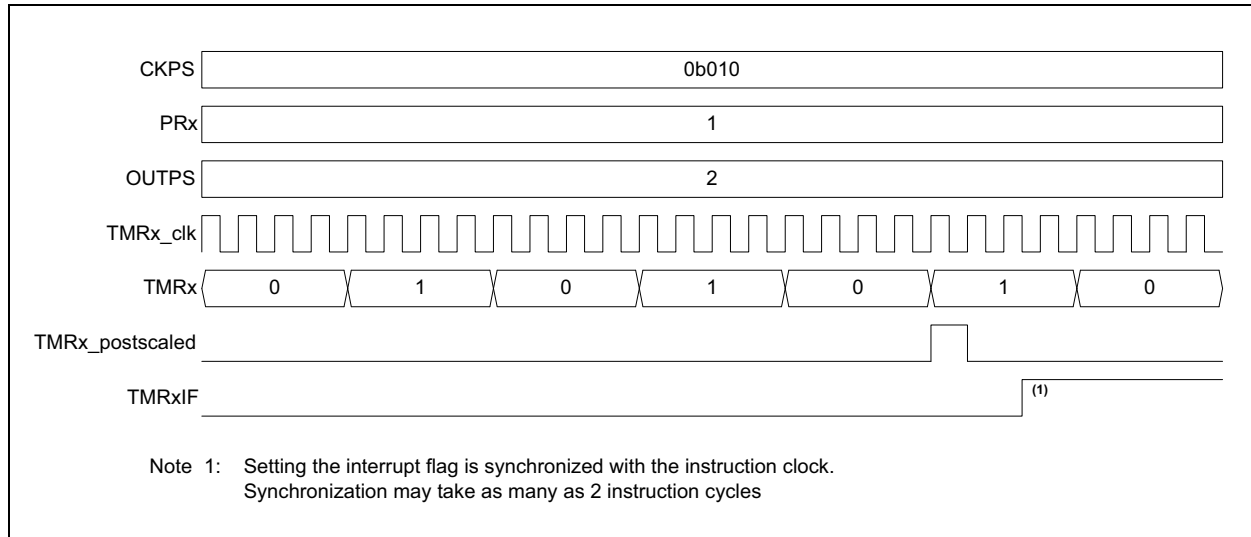 CKPS 0b010
PRx 1
OUTPS 2
TMRx_clk
TMRx 0 1 0 1 0 1 0
TMRx_postscaled
TMRxIF (1)
Note 1: Setting the interrupt flag is synchronized with the instruction clock.
Synchronization may take as many as 2 instruction cycles